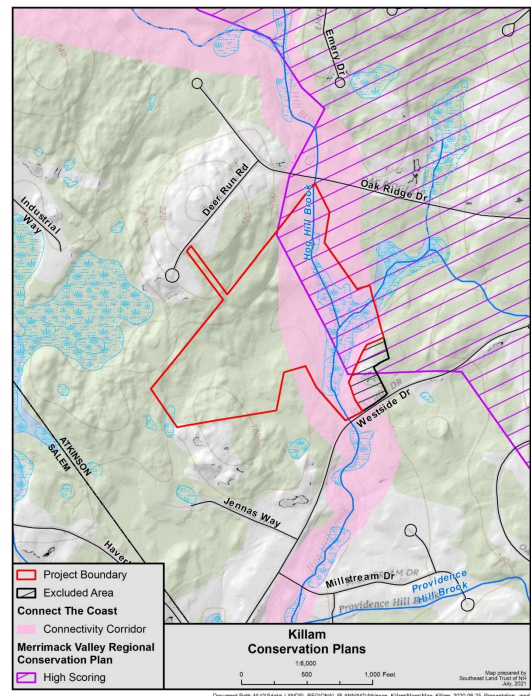 Emery Dr
Oak Ridge Dr
Deer Run Rd
Hog Hill Brook
Industrial
Way
Westside Dr
DR
ATKINSON
SALEM
Jennas Way
Haver
Millstream Dr
Providence
Hill Brook
Providence Hill
Project Boundary
Excluded Area
Connect The Coast
Connectivity Corridor
Merrimack Valley Regional
Conservation Plan
High Scoring
Killam
Conservation Plans
1:6,000
0 500 1,000 Feet
Map prepared by
Southeast Land Trust of NH
July, 2021